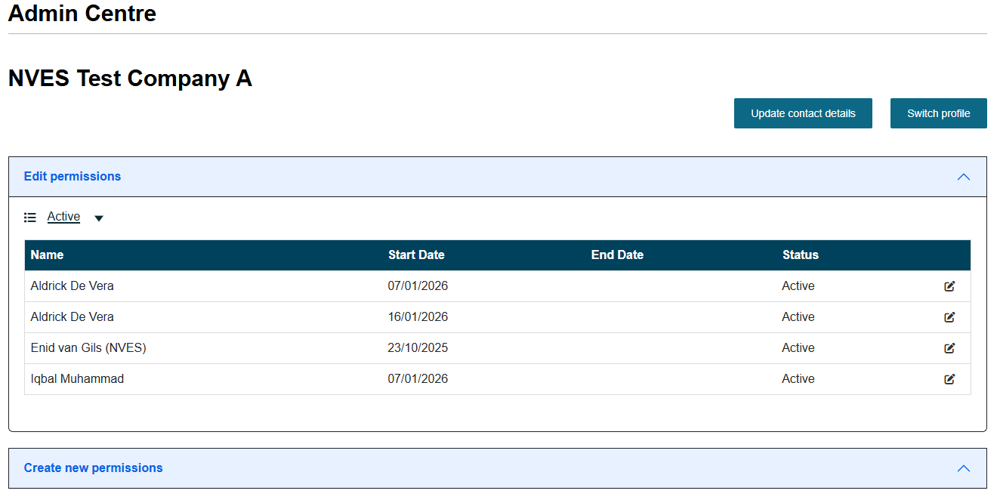 Admin Centre
NVES Test Company A
Update contact details Switch profile
Edit permissions
Active
Name Start Date End Date Status
Aldrick De Vera 07/01/2026 Active
Aldrick De Vera 16/01/2026 Active
Enid van Gils (NVES) 23/10/2025 Active
Iqbal Muhammad 07/01/2026 Active
Create new permissions